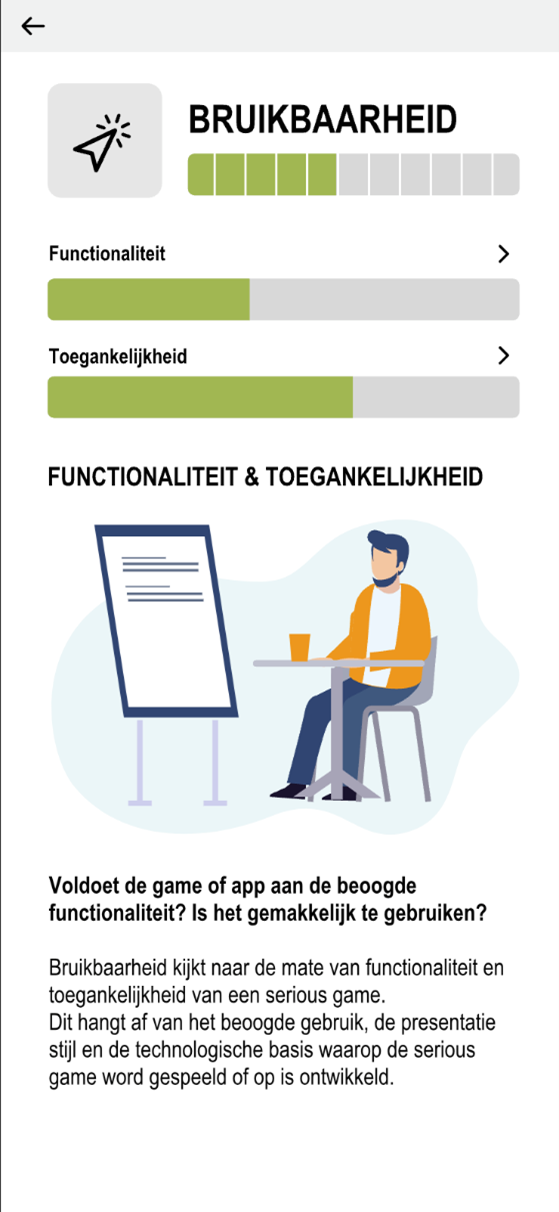 BRUIKBAARHEID
Functionaliteit
Toegankelijkheid
FUNCTIONALITEIT & TOEGANKELIJKHEID
Voldoet de game of app aan de beoogde
functionaliteit? Is het gemakkelijk te gebruiken?
Bruikbaarheid kijkt naar de mate van functionaliteit en
toegankelijkheid van een serious game.
Dit hangt af van het beoogde gebruik, de presentatie
stijl en de technologische basis waarop de serious
game word gespeeld of op is ontwikkeld.